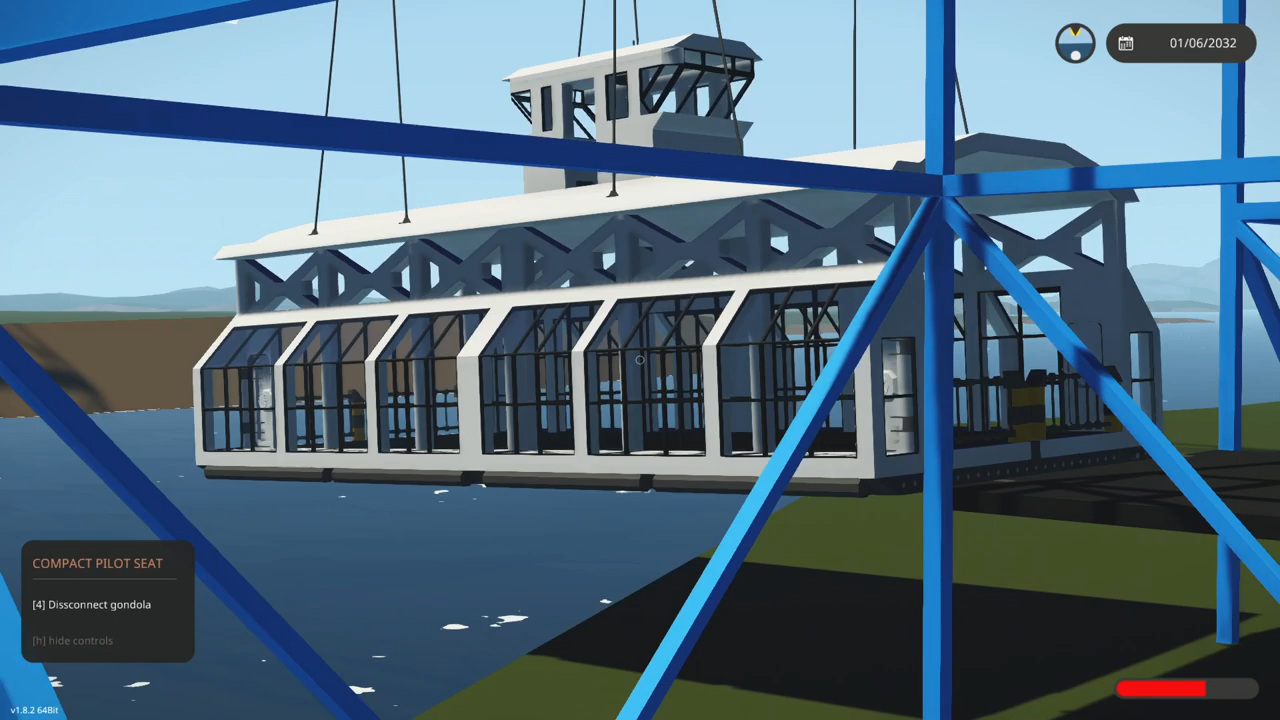 01/06/2032
COMPACT PILOT SEAT
[4] Dissconnect gondola
[h] hide controls
v1.8.2 64Bit